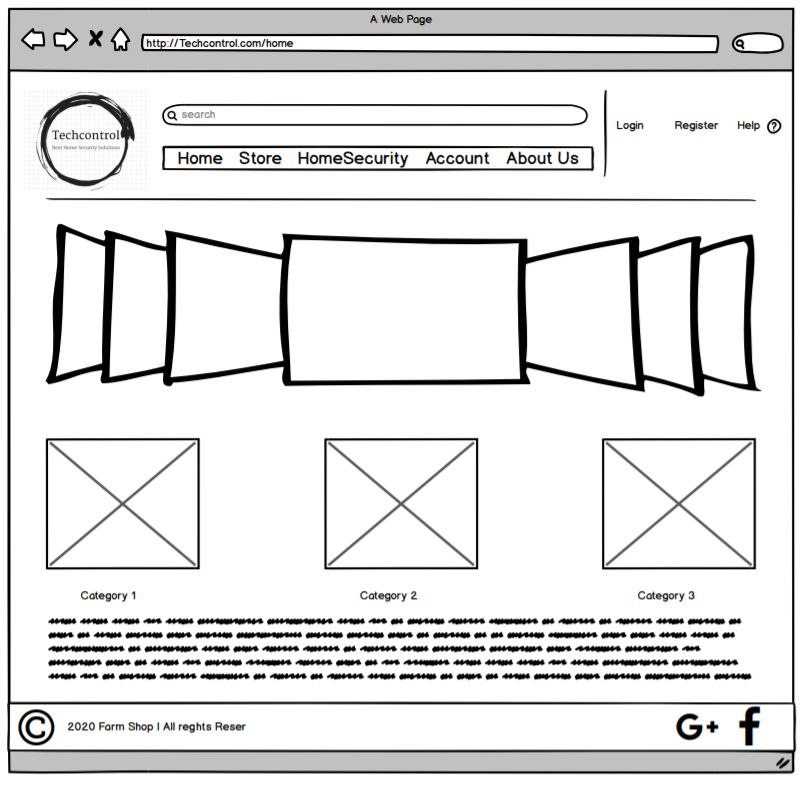 A Web Page
http://Techcontrol.com/home
Techcontrol
Best Home Security Solutions
search
Login Register Help ?
Home Store HomeSecurity Account About Us
Category 1 Category 2 Category 3
© 2020 Farm Shop | All reghts Reser
G+ f